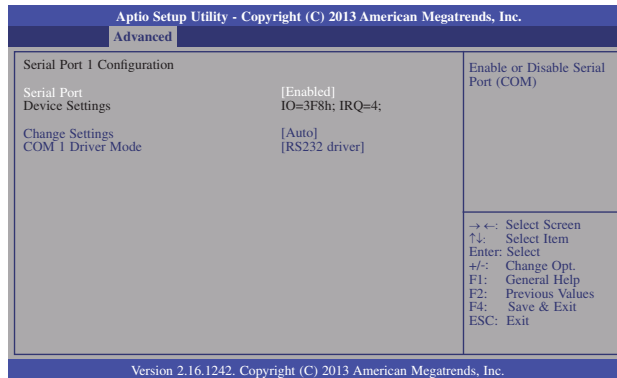 Aptio Setup Utility - Copyright (C) 2013 American Megatrends, Inc.
Advanced
Serial Port 1 Configuration
Serial Port [Enabled]
Device Settings IO=3F8h; IRQ=4;
Change Settings [Auto]
COM 1 Driver Mode [RS232 driver]
Enable or Disable Serial
Port (COM)
→←: Select Screen
↑↓: Select Item
Enter: Select
+/-: Change Opt.
F1: General Help
F2: Previous Values
F4: Save & Exit
ESC: Exit
Version 2.16.1242. Copyright (C) 2013 American Megatrends, Inc.